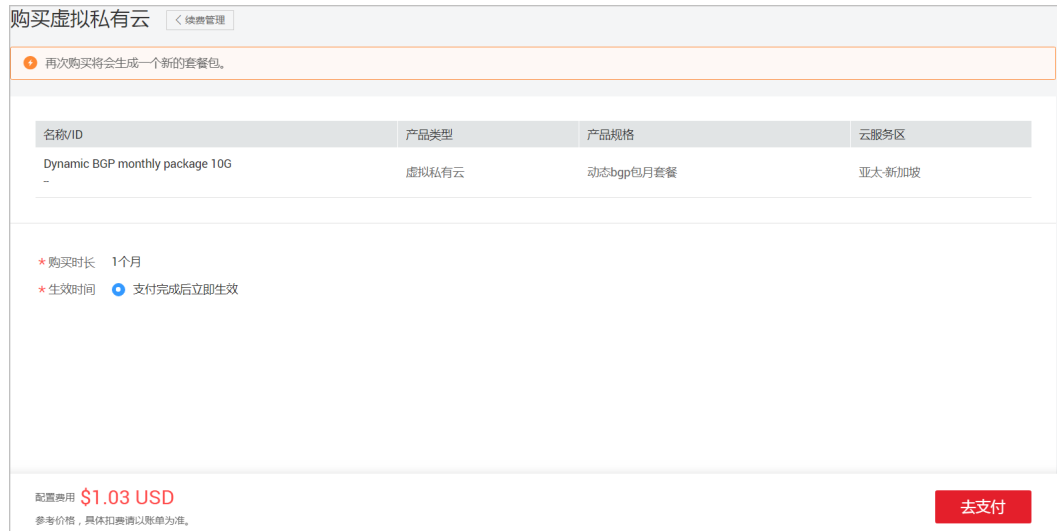 购买虚拟私有云 < 续费管理
再次购买将会生成一个新的套餐包。
名称/ID 产品类型 产品规格 云服务区
Dynamic BGP monthly package 10G
-- 虚拟私有云 动态bgp包月套餐 亚太-新加坡
* 购买时长 1个月
* 生效时间 支付完成后立即生效
配置费用 $1.03 USD
参考价格，具体扣费请以账单为准。
去支付